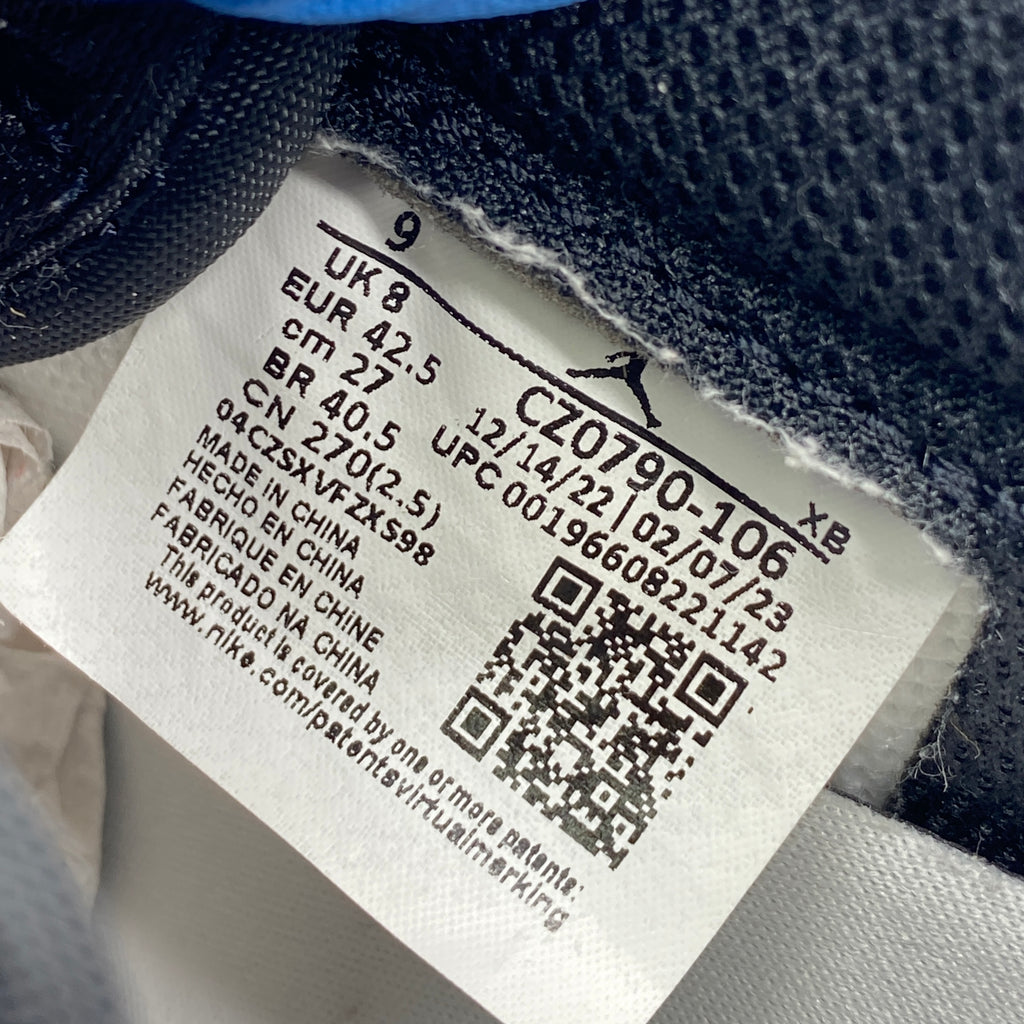 9
UK 8
EUR 42.5
cm 27
BR 40.5
CN 270(2.5)
04CZSXVFZXS98
MADE IN CHINA
HECHO EN CHINA
FABRIQUE EN CHINE
FABRICADO NA CHINA
This product is covered by one or more patents:
www.nike.com/patentsvirtualmarking
XB
CZ0790-106
12/14/22 | 02/07/23
UPC 00196608221142